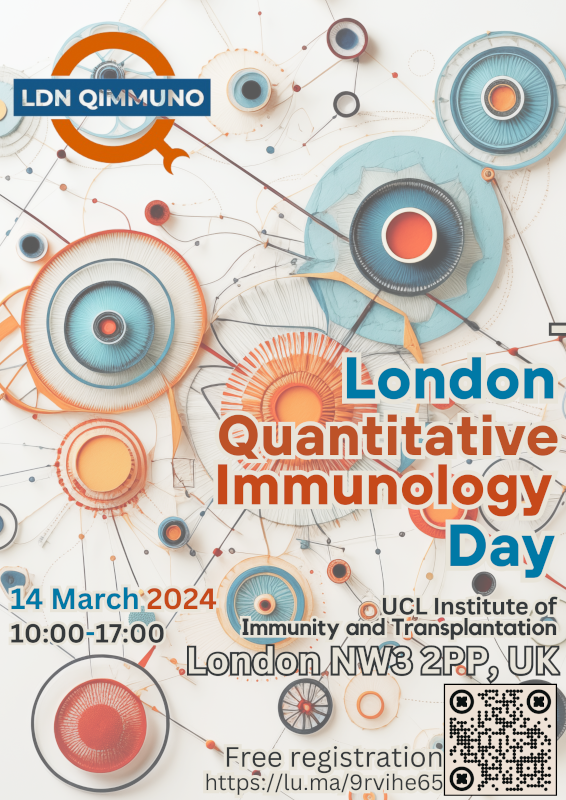 LDN QIMMUNO
London
Quantitative
Immunology
Day
14 March 2024
10:00-17:00
UCL Institute of
Immunity and Transplantation
London NW3 2PP, UK
Free registration
https://lu.ma/9rvihe65